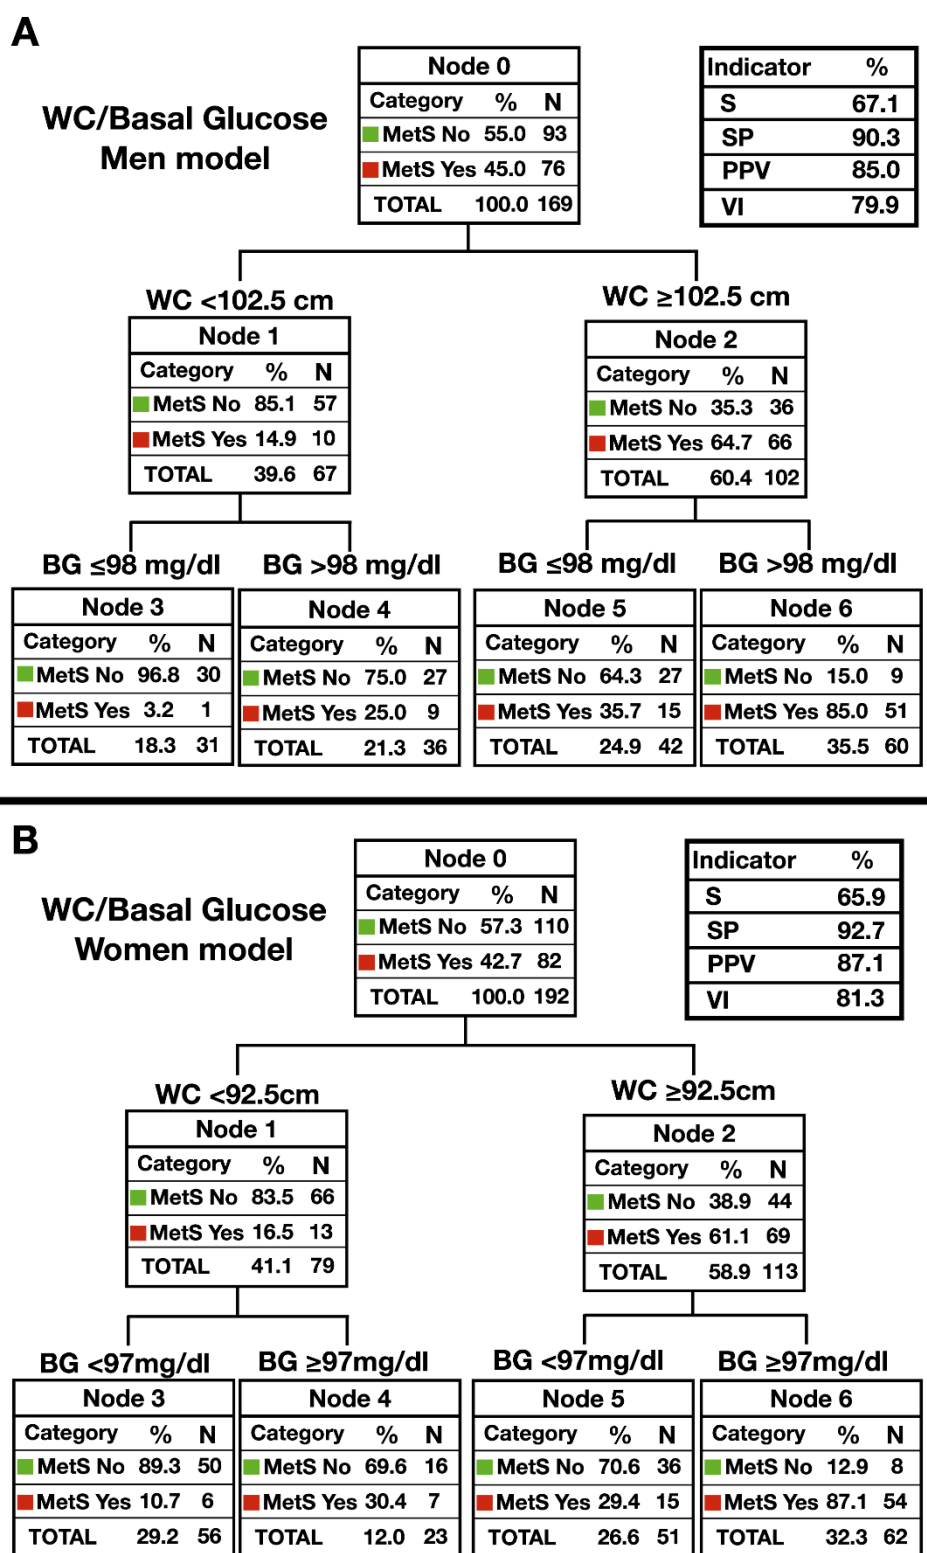 A
WC/Basal Glucose
Men model
Node 0
Category % N
MetS No 55.0 93
MetS Yes 45.0 76
TOTAL 100.0 169
Indicator %
S 67.1
SP 90.3
PPV 85.0
VI 79.9
WC <102.5 cm
Node 1
Category % N
MetS No 85.1 57
MetS Yes 14.9 10
TOTAL 39.6 67
WC ≥102.5 cm
Node 2
Category % N
MetS No 35.3 36
MetS Yes 64.7 66
TOTAL 60.4 102
BG ≤98 mg/dl
Node 3
Category % N
MetS No 96.8 30
MetS Yes 3.2 1
TOTAL 18.3 31
BG >98 mg/dl
Node 4
Category % N
MetS No 75.0 27
MetS Yes 25.0 9
TOTAL 21.3 36
BG ≤98 mg/dl
Node 5
Category % N
MetS No 64.3 27
MetS Yes 35.7 15
TOTAL 24.9 42
BG >98 mg/dl
Node 6
Category % N
MetS No 15.0 9
MetS Yes 85.0 51
TOTAL 35.5 60
B
WC/Basal Glucose
Women model
Node 0
Category % N
MetS No 57.3 110
MetS Yes 42.7 82
TOTAL 100.0 192
Indicator %
S 65.9
SP 92.7
PPV 87.1
VI 81.3
WC <92.5cm
Node 1
Category % N
MetS No 83.5 66
MetS Yes 16.5 13
TOTAL 41.1 79
WC ≥92.5cm
Node 2
Category % N
MetS No 38.9 44
MetS Yes 61.1 69
TOTAL 58.9 113
BG <97mg/dl
Node 3
Category % N
MetS No 89.3 50
MetS Yes 10.7 6
TOTAL 29.2 56
BG ≥97mg/dl
Node 4
Category % N
MetS No 69.6 16
MetS Yes 30.4 7
TOTAL 12.0 23
BG <97mg/dl
Node 5
Category % N
MetS No 70.6 36
MetS Yes 29.4 15
TOTAL 26.6 51
BG ≥97mg/dl
Node 6
Category % N
MetS No 12.9 8
MetS Yes 87.1 54
TOTAL 32.3 62